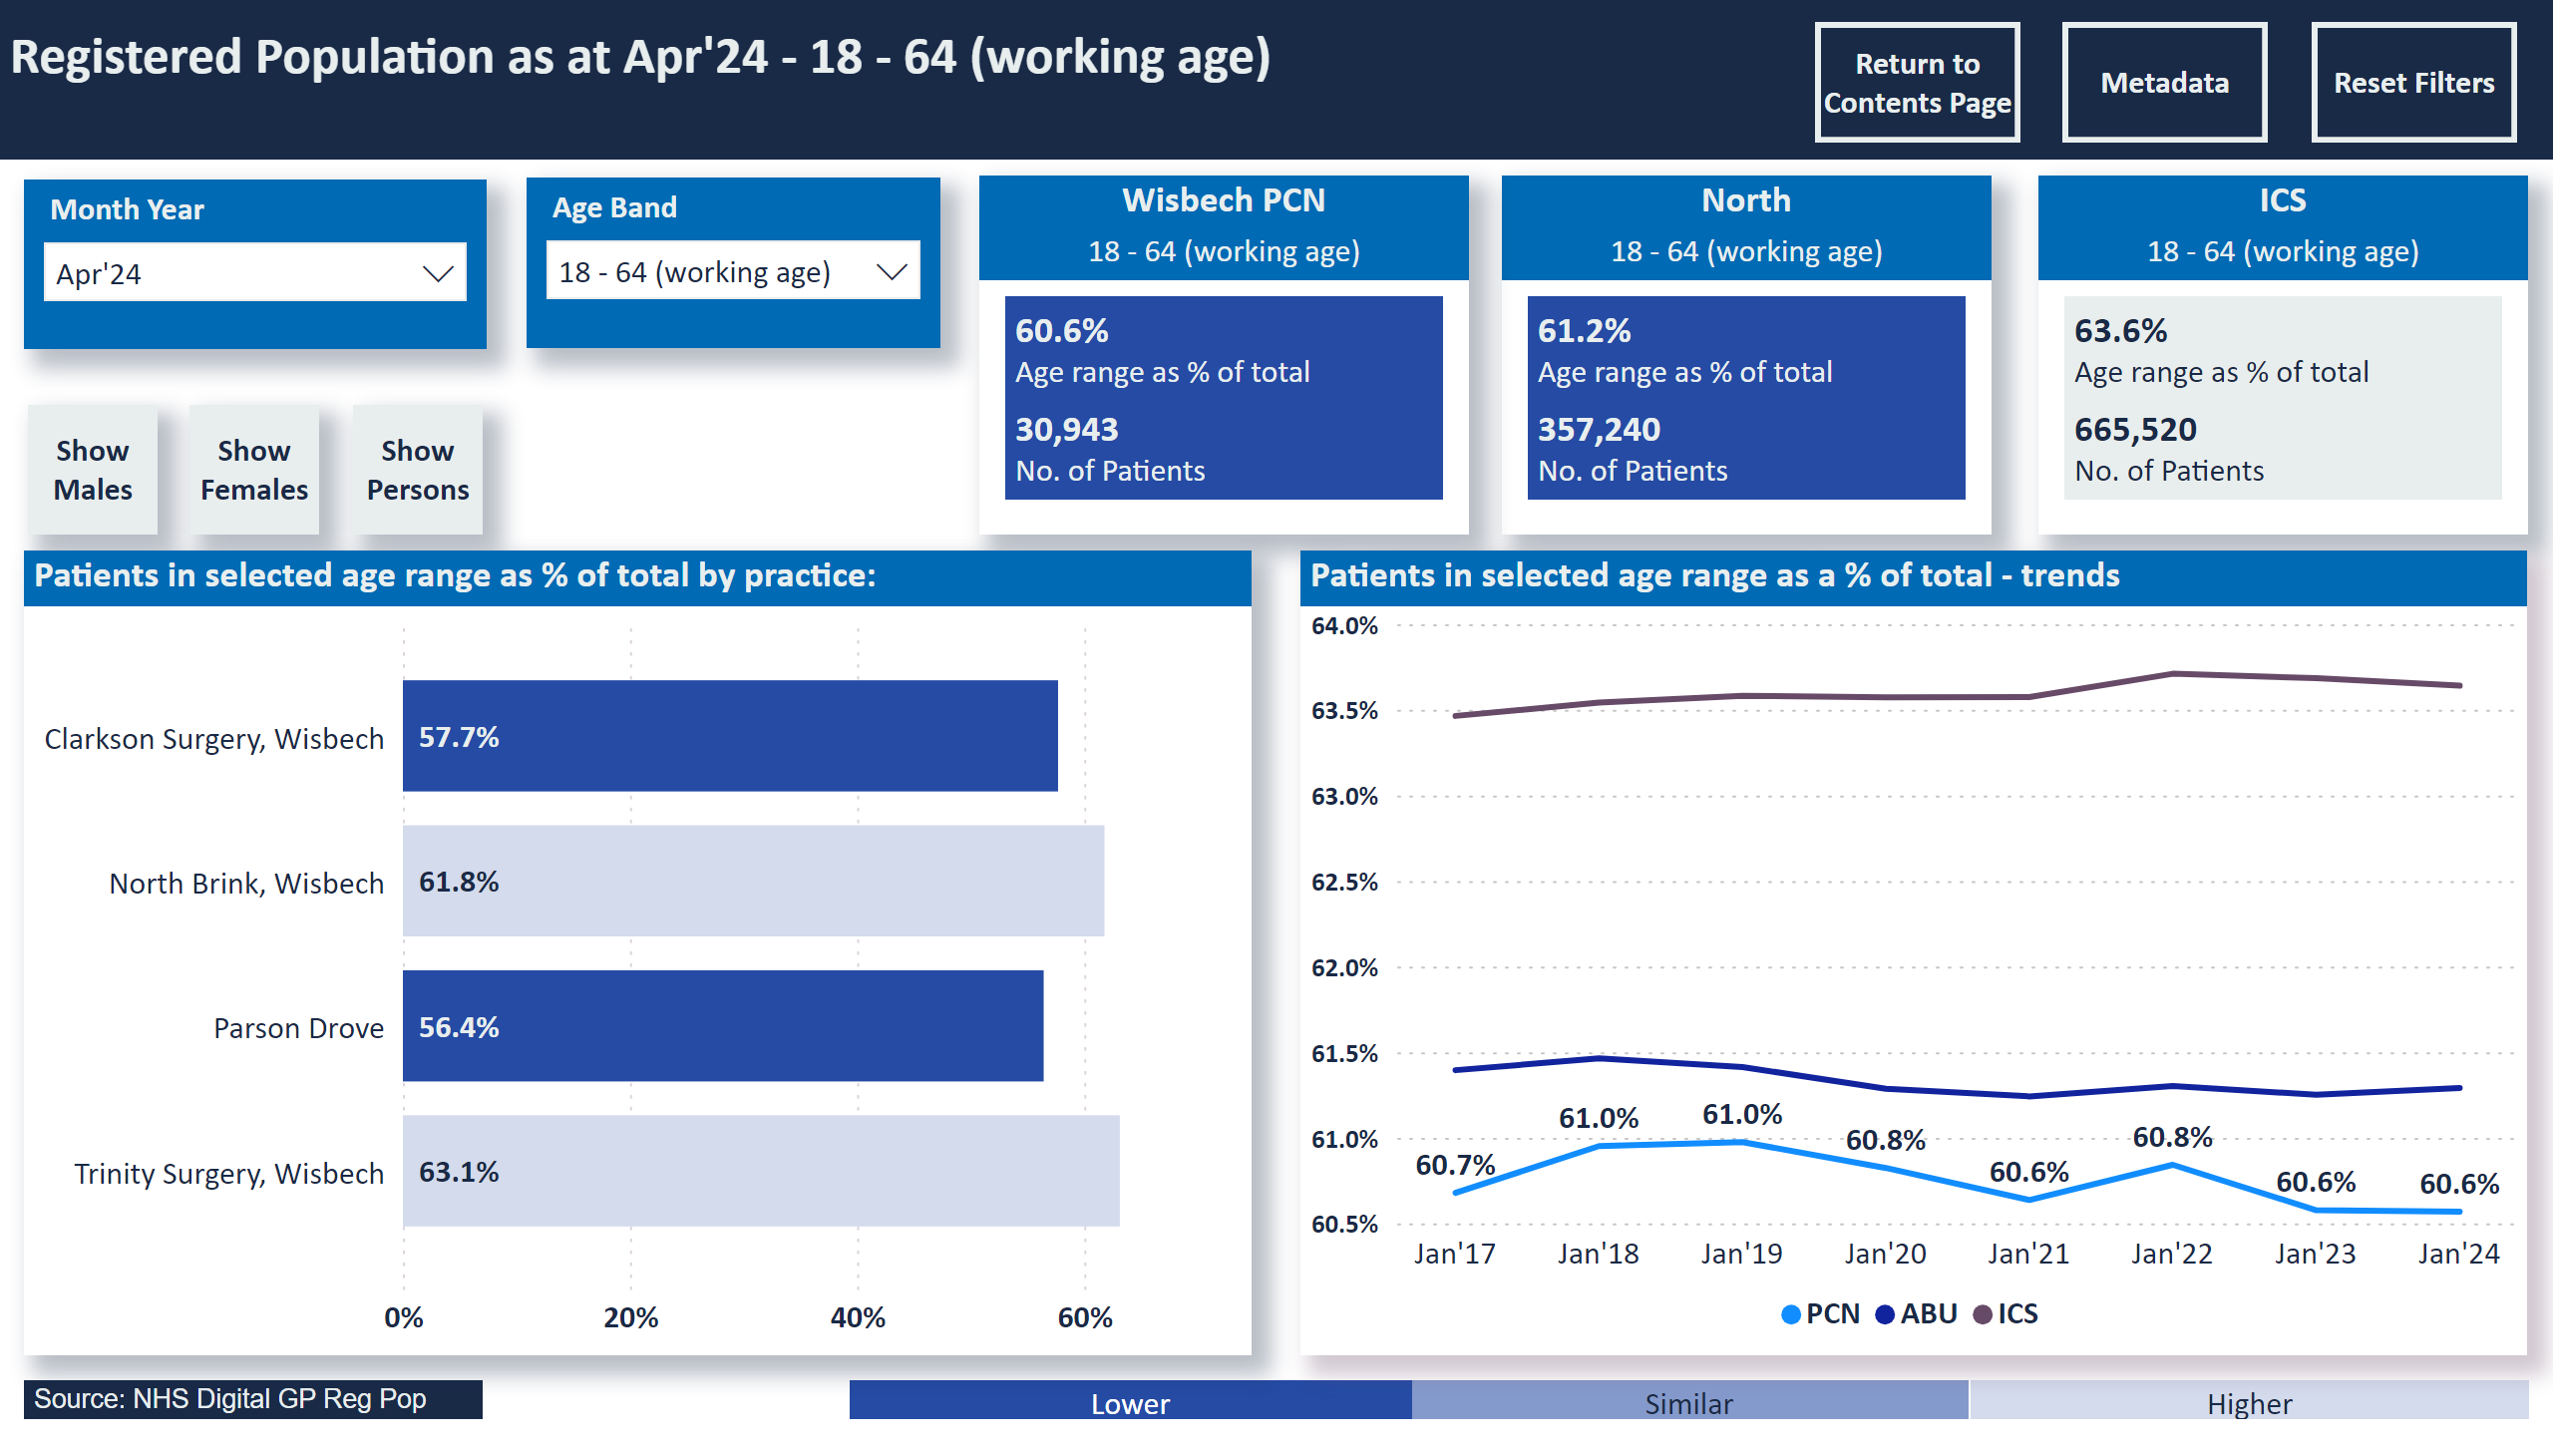 Registered Population as at Apr'24 - 18 - 64 (working age)
Return to
Contents Page
Metadata
Reset Filters
Month Year
Apr'24
Age Band
18 - 64 (working age)
Wisbech PCN
18 - 64 (working age)
60.6%
Age range as % of total
30,943
No. of Patients
North
18 - 64 (working age)
61.2%
Age range as % of total
357,240
No. of Patients
ICS
18 - 64 (working age)
63.6%
Age range as % of total
665,520
No. of Patients
Show
Males
Show
Females
Show
Persons
Patients in selected age range as % of total by practice:
Clarkson Surgery, Wisbech
57.7%
North Brink, Wisbech
61.8%
Parson Drove
56.4%
Trinity Surgery, Wisbech
63.1%
0%
20%
40%
60%
Patients in selected age range as a % of total - trends
64.0%
63.5%
63.0%
62.5%
62.0%
61.5%
61.0%
60.5%
60.7%
61.0%
61.0%
60.8%
60.6%
60.8%
60.6%
60.6%
Jan'17
Jan'18
Jan'19
Jan'20
Jan'21
Jan'22
Jan'23
Jan'24
PCN
ABU
ICS
Source: NHS Digital GP Reg Pop
Lower
Similar
Higher